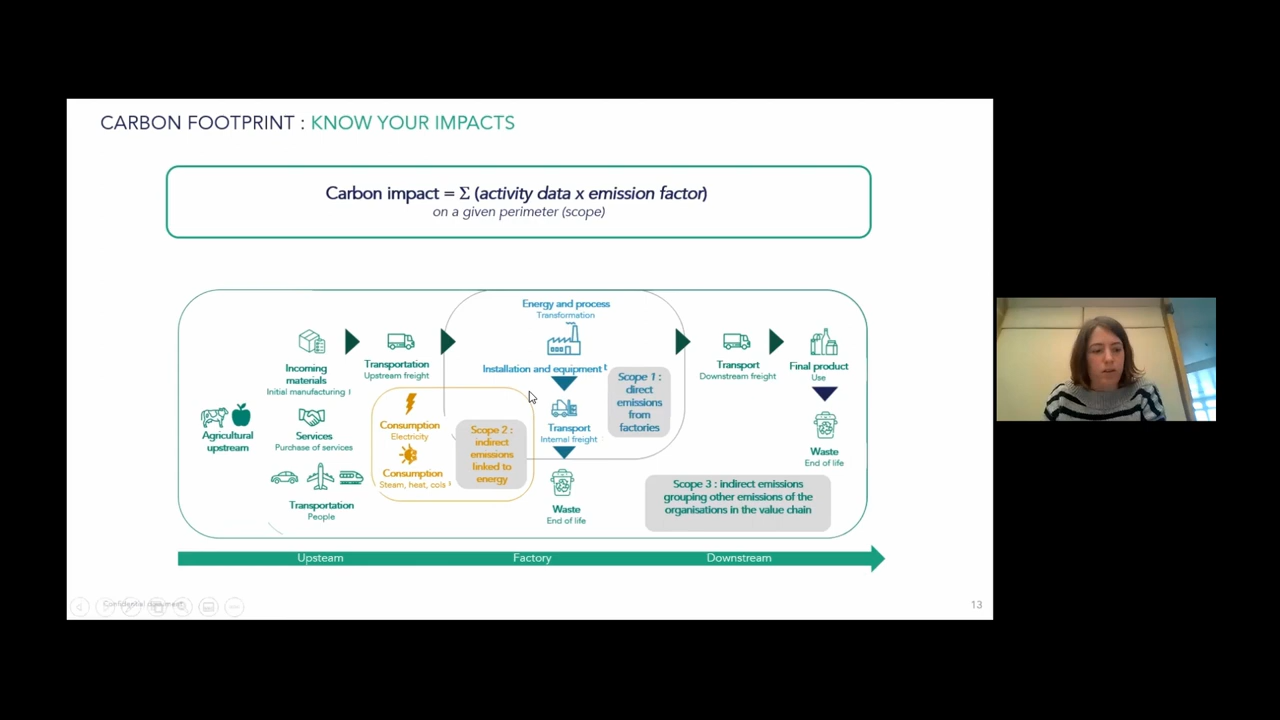 CARBON FOOTPRINT : KNOW YOUR IMPACTS
Carbon impact = Σ (activity data x emission factor)
on a given perimeter (scope)
Agricultural
upstream
Incoming
materials
Initial manufacturing
Services
Purchase of services
Transportation
People
Transportation
Upstream freight
Consumption
Electricity
Consumption
Steam, heat, cols
Scope 2 :
indirect
emissions
linked to
energy
Energy and process
Transformation
Installation and equipment
Transport
Internal freight
Waste
End of life
Scope 1 :
direct
emissions
from
factories
Transport
Downstream freight
Final product
Use
Waste
End of life
Scope 3 : indirect emissions
grouping other emissions of the
organisations in the value chain
Upsteam
Factory
Downstream
Confidential document
13